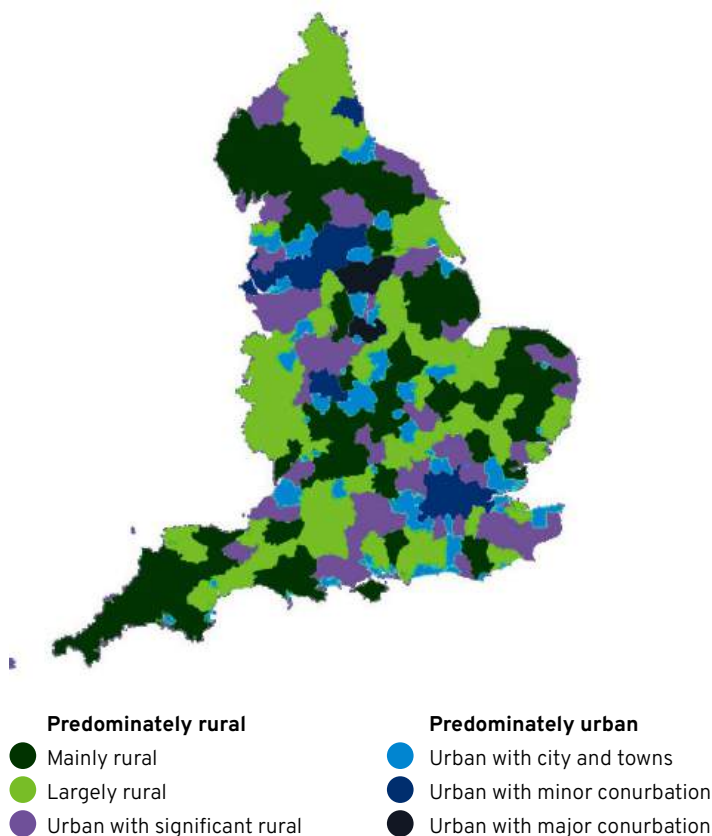 Predominately rural
Mainly rural
Largely rural
Urban with significant rural
Predominately urban
Urban with city and towns
Urban with minor conurbation
Urban with major conurbation